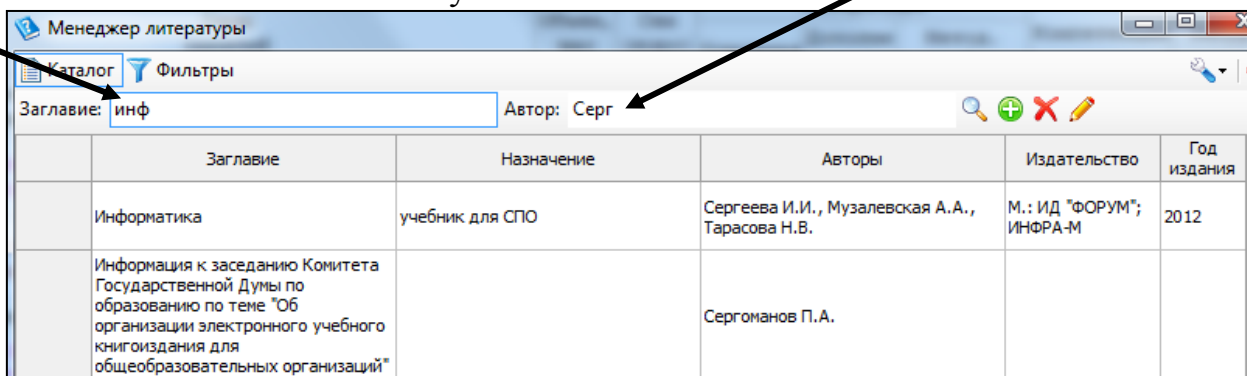 у
Менеджер литературы
Каталог Фильтры
Заглавие: инф Автор: Серг
Заглавие Назначение Авторы Издательство Год издания
Информатика учебник для СПО Сергеева И.И., Музалевская А.А., Тарасова Н.В. М.: ИД "ФОРУМ"; ИНФРА-М 2012
Информация к заседанию Комитета
Государственной Думы по
образованию по теме "Об
организации электронного учебного
книгоиздания для
общеобразовательных организаций"
Сергоманов П.А.